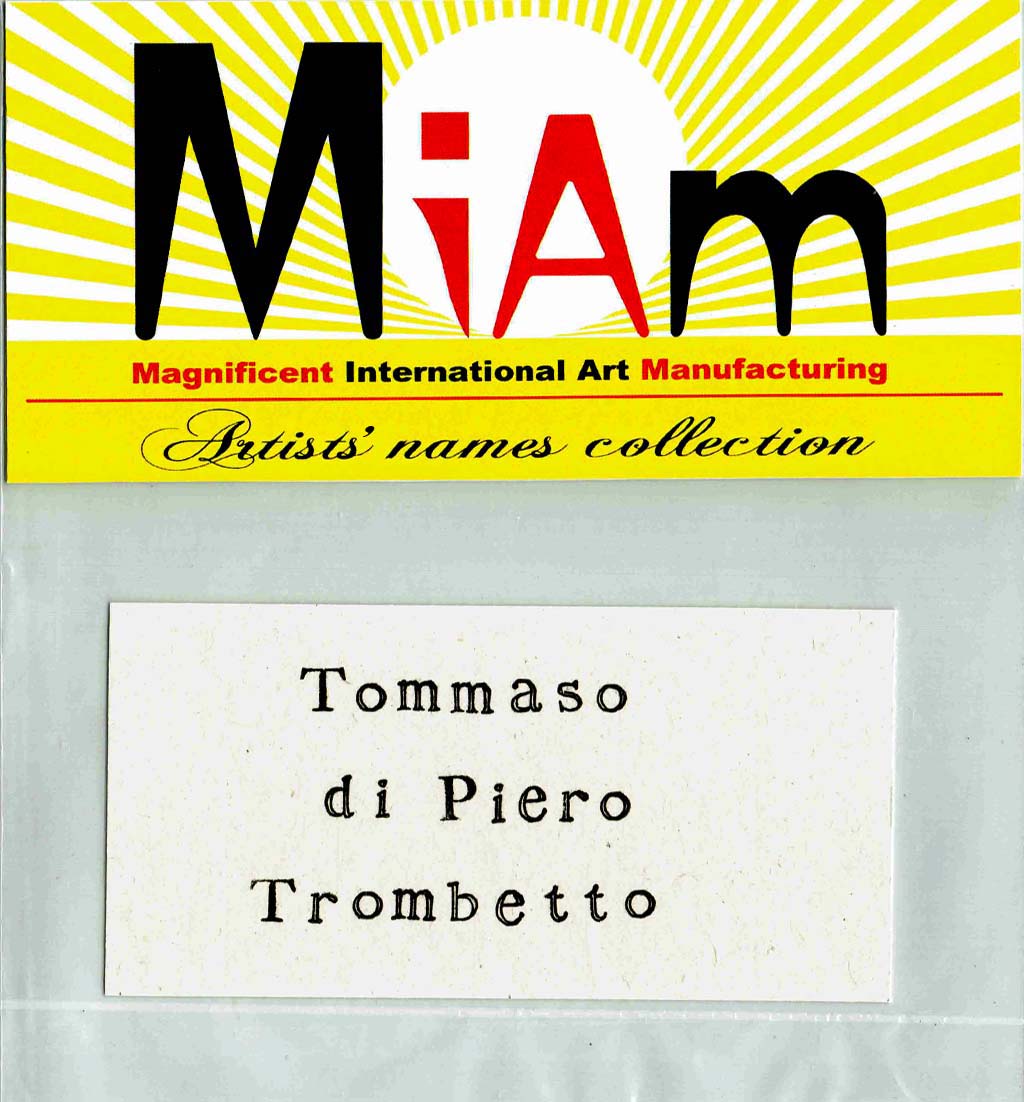 MiAm
Magnificent International Art Manufacturing
Artists' names collection
Tommaso
di Piero
Trombetto